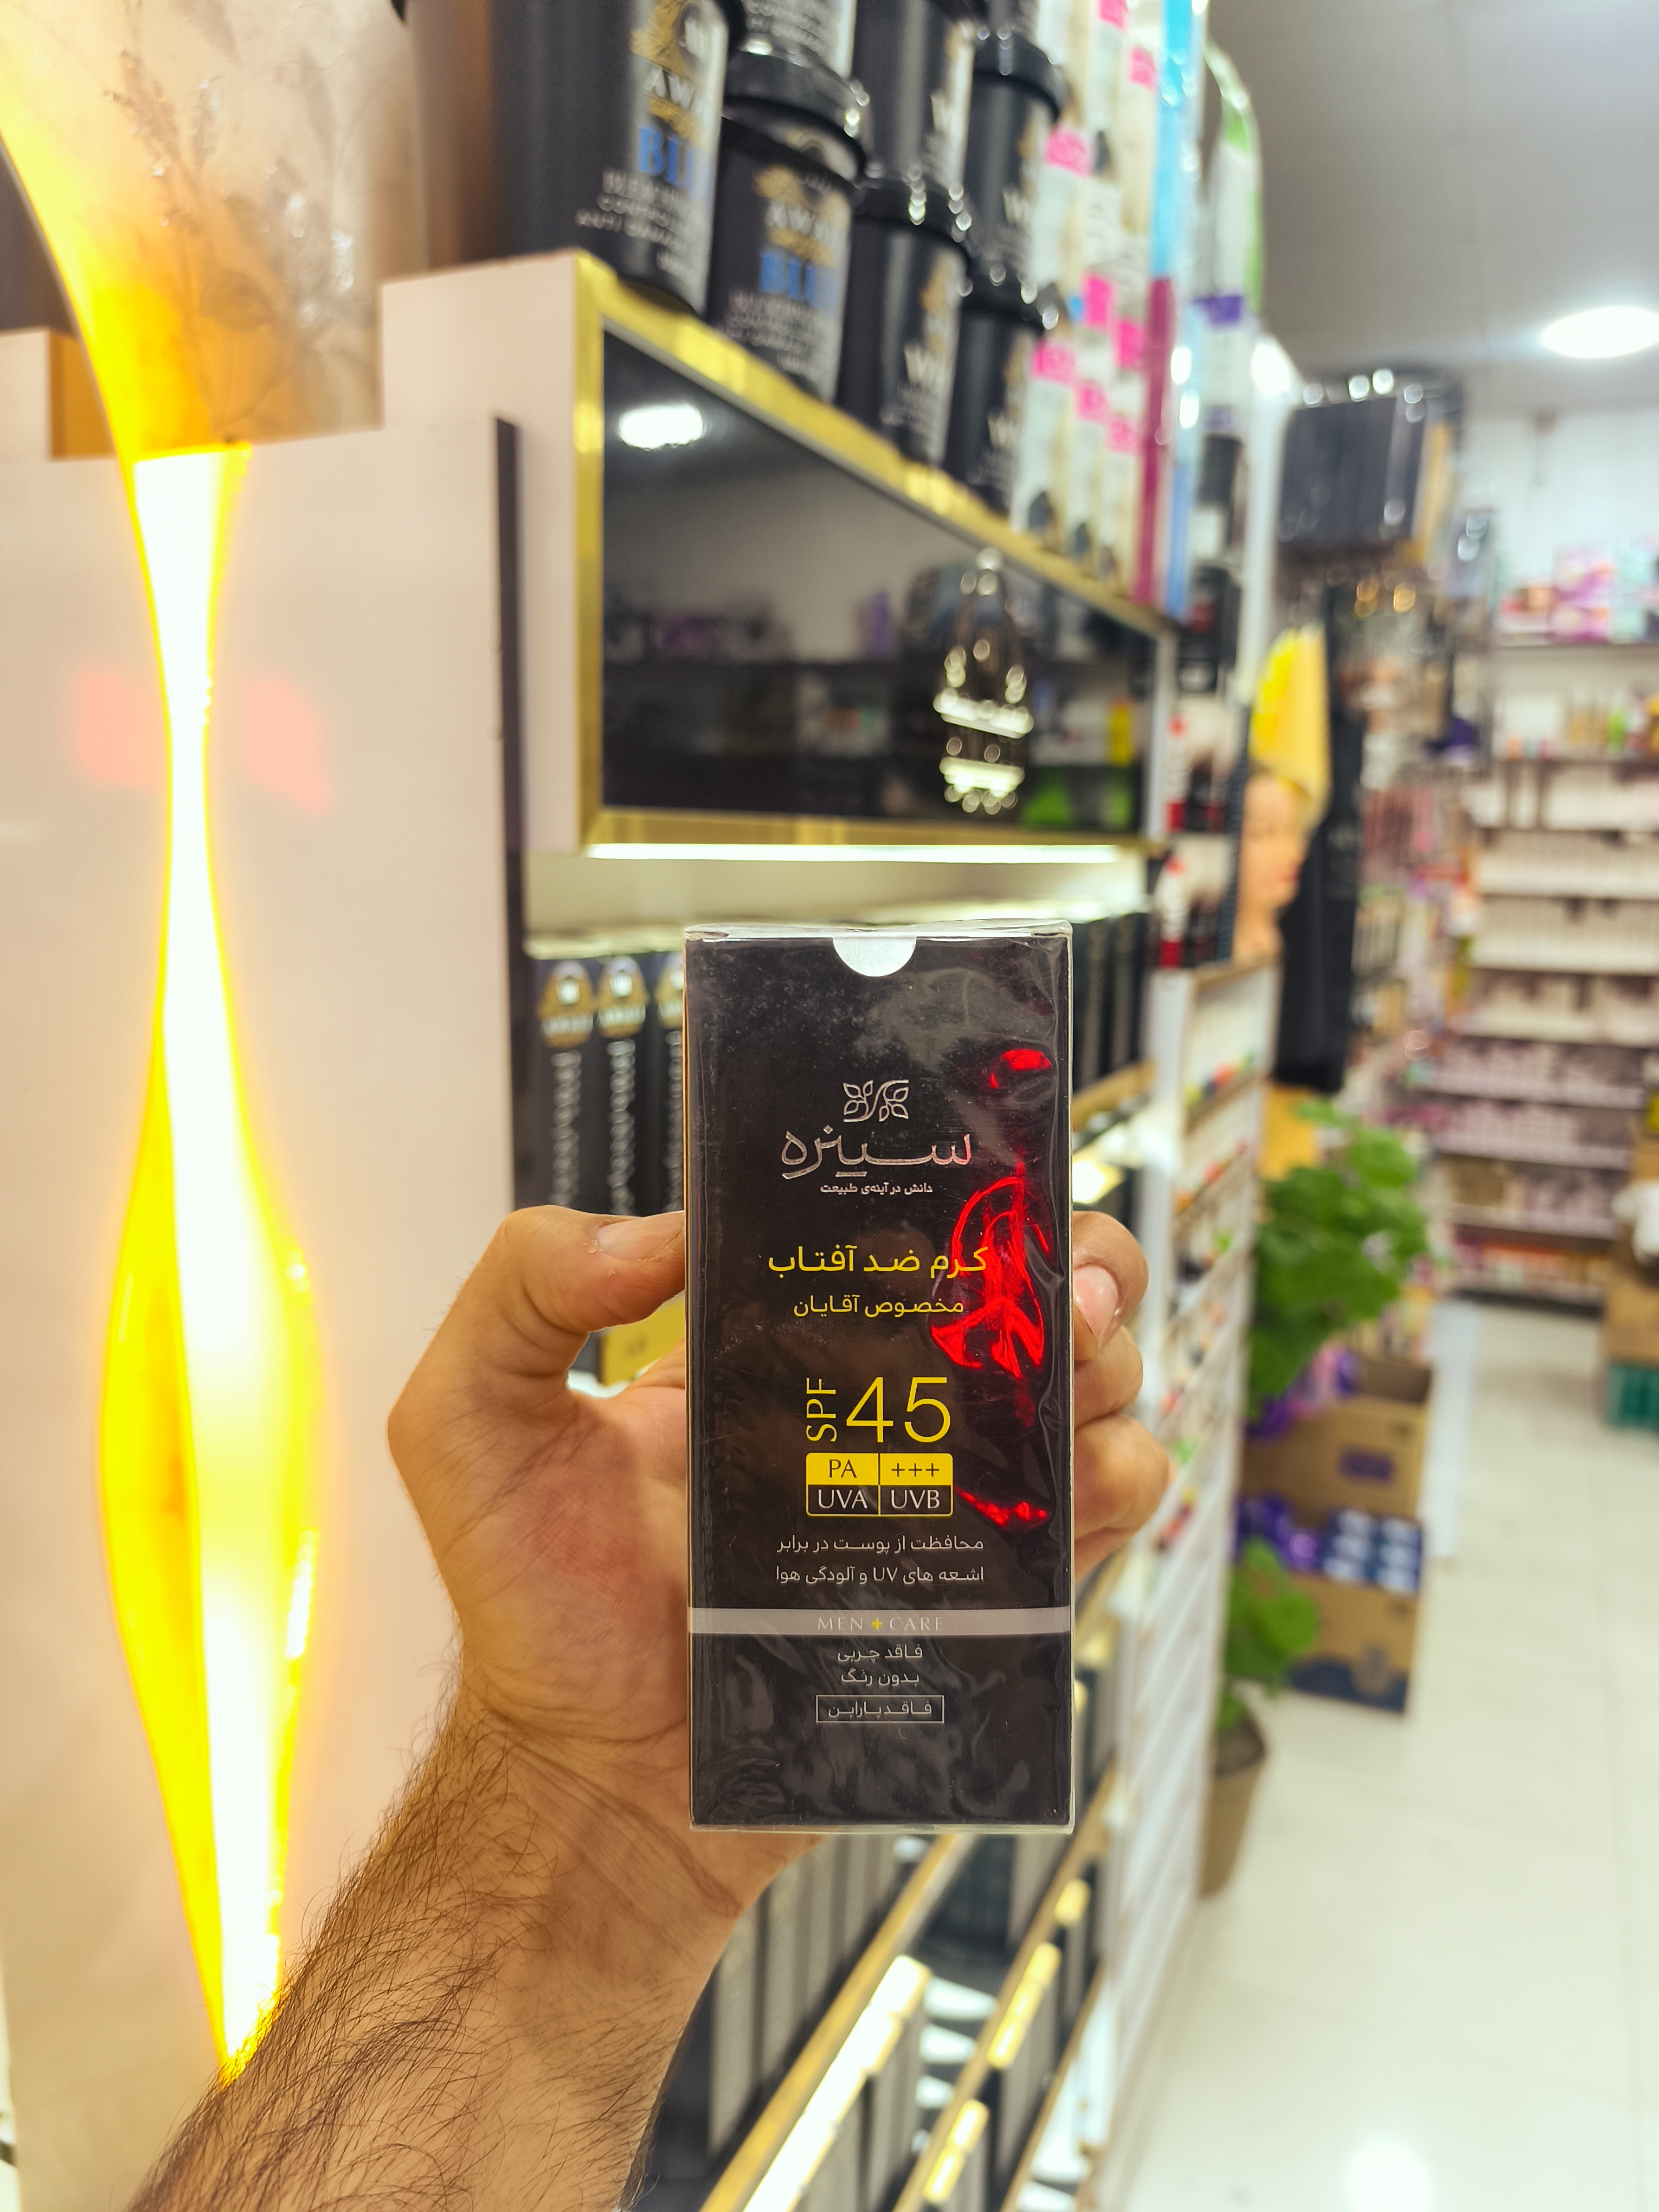 BLU
سینره
دانش در آینه‌ی طبیعت
کرم ضد آفتاب
مخصوص آقایان
SPF 45
PA +++
UVA UVB
محافظت از پوست در برابر
اشعه های UV و آلودگی هوا
MEN + CARE
فاقد چربی
بدون رنگ
فاقد پارابن